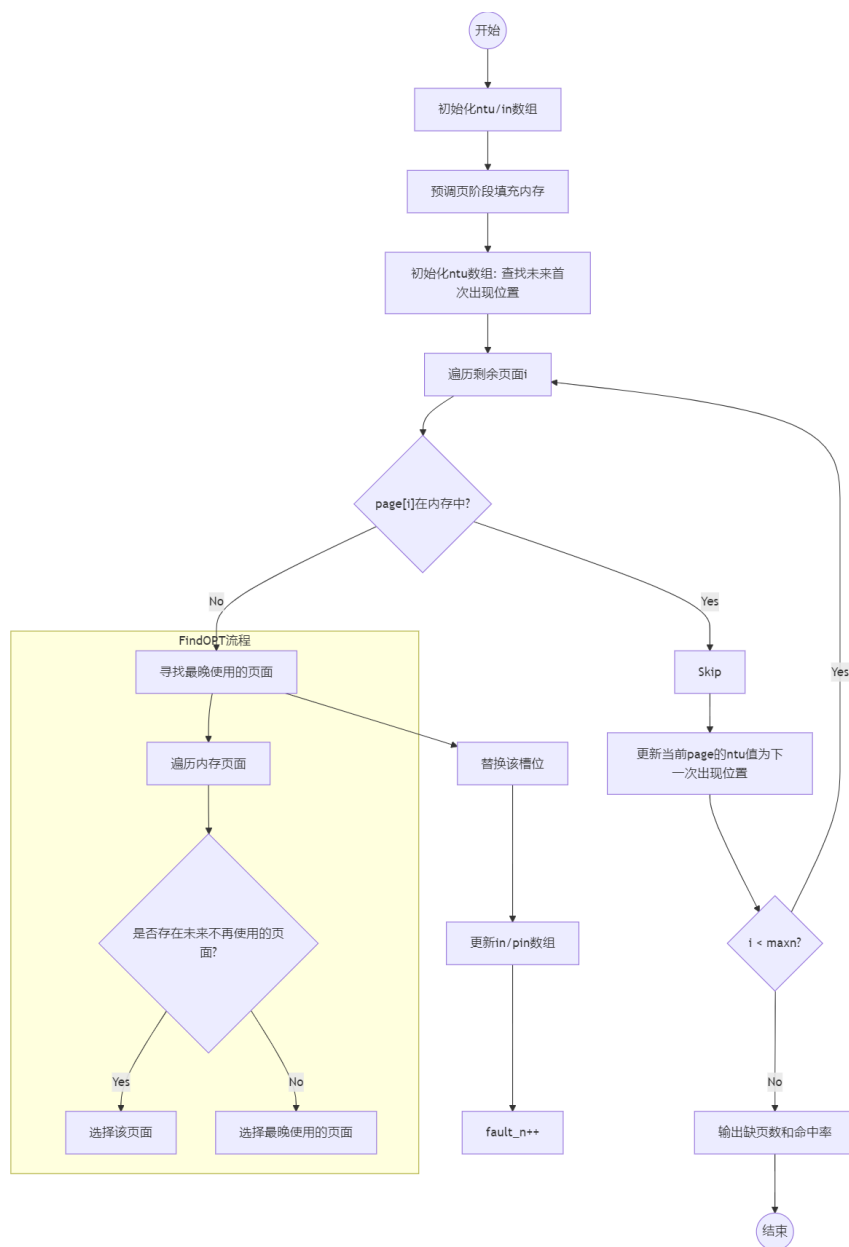 开始
初始化ntu/in数组
预调页阶段填充内存
初始化ntu数组: 查找未来首
次出现位置
遍历剩余页面i
page[i]在内存中?
No
Yes
FindOPT流程
寻找最晚使用的页面
Skip
Yes
遍历内存页面
替换该槽位
更新当前page的ntu值为下
一次出现位置
是否存在未来不再使用的页
面?
更新in/pin数组
i < maxn?
Yes
No
No
选择该页面
选择最晚使用的页面
fault_n++
输出缺页数和命中率
结束